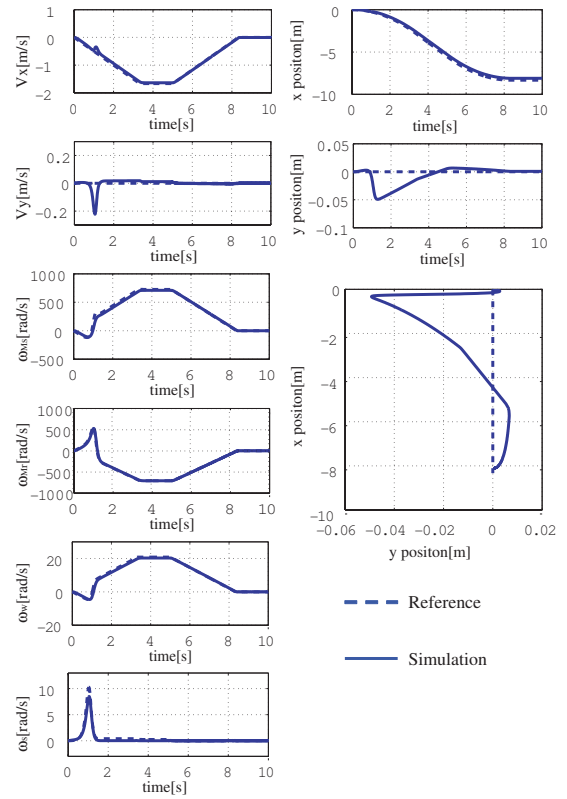 1
0
−1
−2
Vx[m/s]
0 2 4 6 8 10
time[s]
0
−5
−10
x positon[m]
0 2 4 6 8 10
time[s]
0.2
0
−0.2
Vy[m/s]
0 2 4 6 8 10
time[s]
0.05
0
−0.05
−0.1
y positon[m]
0 2 4 6 8 10
time[s]
1000
500
0
−500
ωMs[rad/s]
0 2 4 6 8 10
time[s]
1000
500
0
−500
−1000
ωMr[rad/s]
0 2 4 6 8 10
time[s]
0
−2
−4
−6
−8
−10
x positon[m]
−0.06 −0.04 −0.02 0 0.02
y positon[m]
20
0
−20
ωw[rad/s]
0 2 4 6 8 10
time[s]
10
5
0
ωs[rad/s]
0 2 4 6 8 10
time[s]
Reference
Simulation